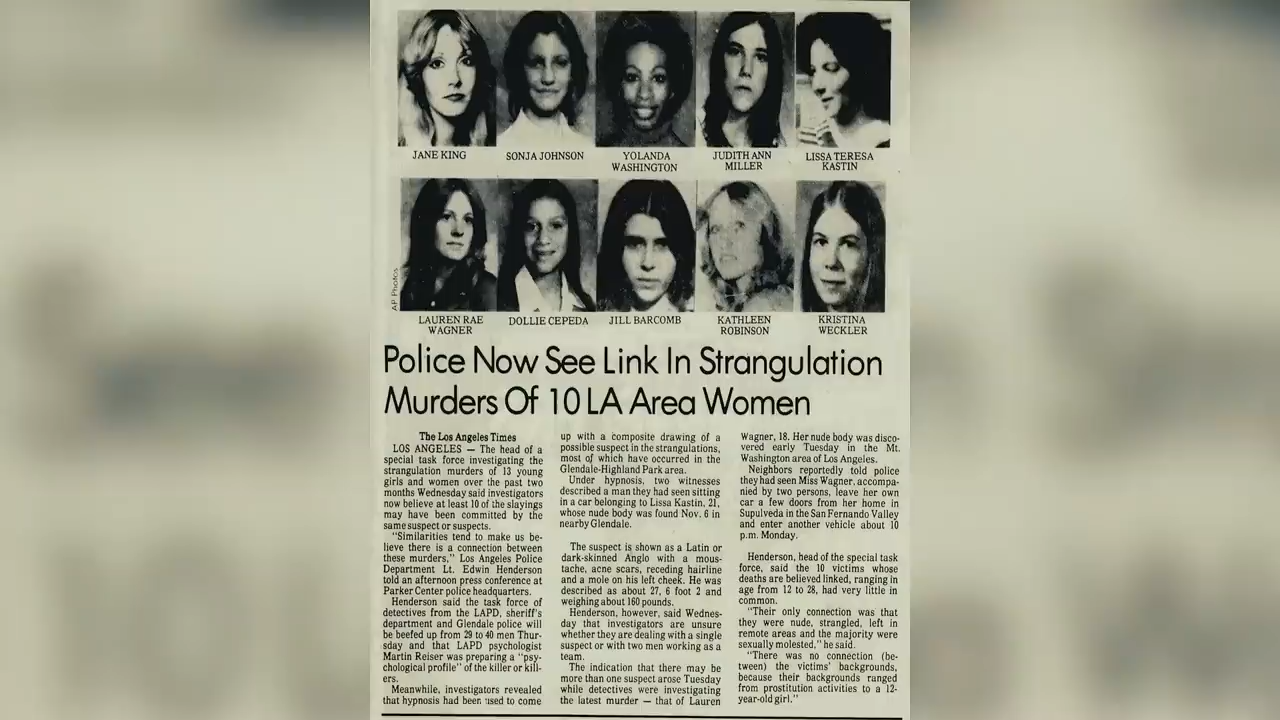 JANE KING
SONJA JOHNSON
YOLANDA
WASHINGTON
JUDITH ANN
MILLER
LISSA TERESA
KASTIN
AP Photos
LAUREN RAE
WAGNER
DOLLIE CEPEDA
JILL BARCOMB
KATHLEEN
ROBINSON
KRISTINA
WECKLER
Police Now See Link In Strangulation
Murders Of 10 LA Area Women
The Los Angeles Times
LOS ANGELES — The head of a
special task force investigating the
strangulation murders of 13 young
girls and women over the past two
months Wednesday said investigators
now believe at least 10 of the slayings
may have been committed by the
same suspect or suspects.
"Similarities tend to make us be-
lieve there is a connection between
these murders," Los Angeles Police
Department Lt. Edwin Henderson
told an afternoon press conference at
Parker Center police headquarters.
Henderson said the task force of
detectives from the LAPD, sheriff's
department and Glendale police will
be beefed up from 29 to 40 men Thur-
sday and that LAPD psychologist
Martin Reiser was preparing a "psy-
chological profile" of the killer or kill-
ers.
Meanwhile, investigators revealed
that hypnosis had been used to come
up with a composite drawing of a
possible suspect in the strangulations,
most of which have occurred in the
Glendale-Highland Park area.
Under hypnosis, two witnesses
described a man they had seen sitting
in a car belonging to Lissa Kastin, 21,
whose nude body was found Nov. 6 in
nearby Glendale.
The suspect is shown as a Latin or
dark-skinned Anglo with a mous-
tache, acne scars, receding hairline
and a mole on his left cheek. He was
described as about 27, 6 foot 2 and
weighing about 160 pounds.
Henderson, however, said Wednes-
day that investigators are unsure
whether they are dealing with a single
suspect or with two men working as a
team.
The indication that there may be
more than one suspect arose Tuesday
while detectives were investigating
the latest murder — that of Lauren
Wagner, 18. Her nude body was disco-
vered early Tuesday in the Mt.
Washington area of Los Angeles.
Neighbors reportedly told police
they had seen Miss Wagner, accompa-
nied by two persons, leave her own
car a few doors from her home in
Supulveda in the San Fernando Valley
and enter another vehicle about 10
p.m. Monday.
Henderson, head of the special task
force, said the 10 victims whose
deaths are believed linked, ranging in
age from 12 to 28, had very little in
common.
"Their only connection was that
they were nude, strangled, left in
remote areas and the majority were
sexually molested," he said.
"There was no connection (be-
tween) the victims' backgrounds,
because their backgrounds ranged
from prostitution activities to a 12-
year-old girl."